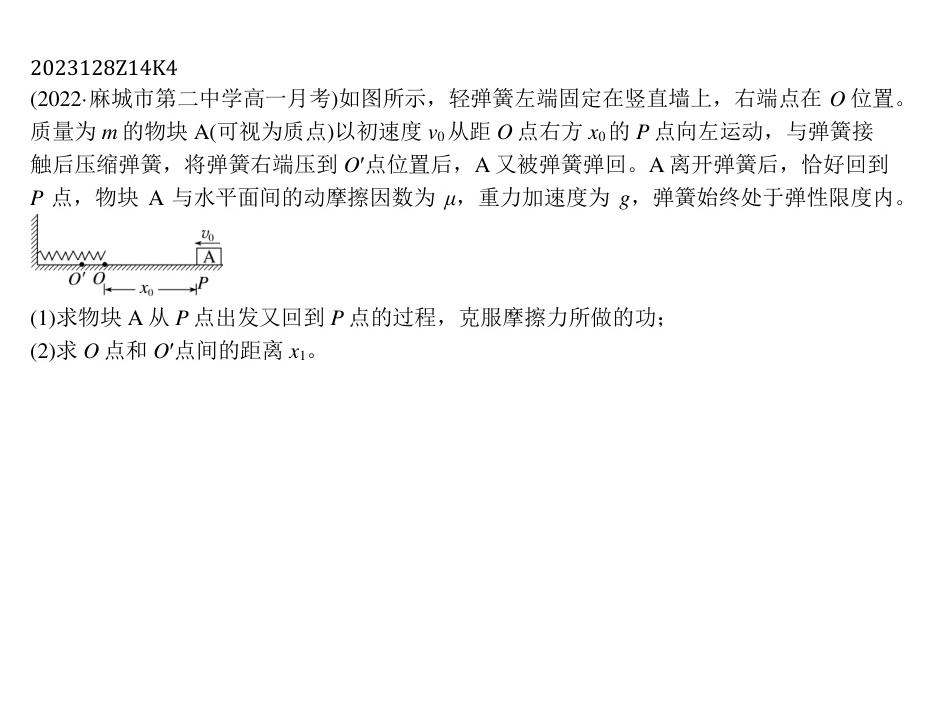 2023128Z14K4
(2022·麻城市第二中学高一月考)如图所示，轻弹簧左端固定在竖直墙上，右端点在 O 位置。
质量为 m 的物块 A(可视为质点)以初速度 v₀从距 O 点右方 x₀的 P 点向左运动，与弹簧接
触后压缩弹簧，将弹簧右端压到 O′点位置后，A 又被弹簧弹回。A 离开弹簧后，恰好回到
P 点，物块 A 与水平面间的动摩擦因数为 μ，重力加速度为 g，弹簧始终处于弹性限度内。
v₀
A
O′ O
x₀
P
(1)求物块 A 从 P 点出发又回到 P 点的过程，克服摩擦力所做的功；
(2)求 O 点和 O′点间的距离 x₁。